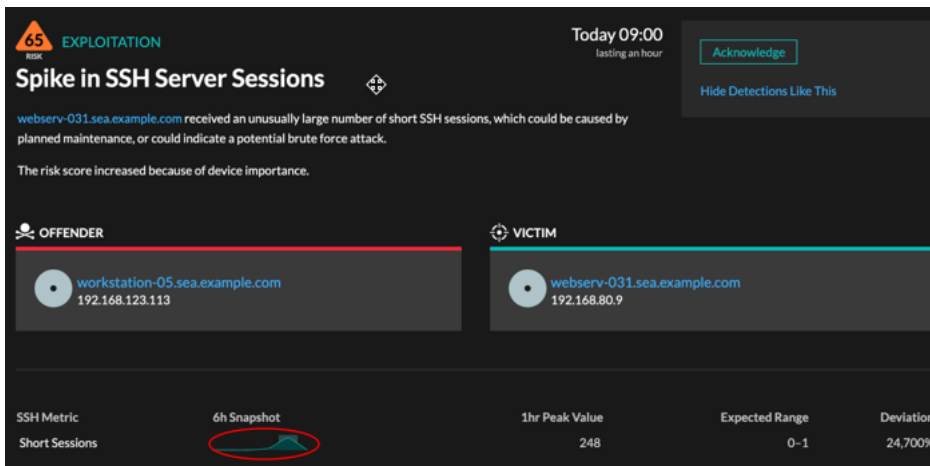 65
RISK
EXPLOITATION
Spike in SSH Server Sessions
Today 09:00
lasting an hour
Acknowledge
Hide Detections Like This
webserv-031.sea.example.com received an unusually large number of short SSH sessions, which could be caused by
planned maintenance, or could indicate a potential brute force attack.
The risk score increased because of device importance.
OFFENDER
workstation-05.sea.example.com
192.168.123.113
VICTIM
webserv-031.sea.example.com
192.168.80.9
SSH Metric 6h Snapshot 1hr Peak Value Expected Range Deviation
Short Sessions 248 0–1 24,700%